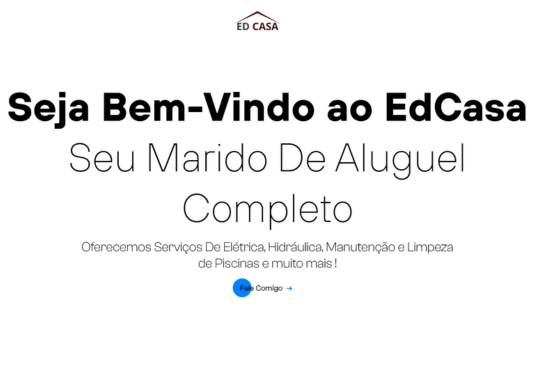 ED CASA
Seja Bem-Vindo ao EdCasa
Seu Marido De Aluguel
Completo
Oferecemos Serviços De Elétrica, Hidráulica, Manutenção e Limpeza
de Piscinas e muito mais !
Fale Comigo →